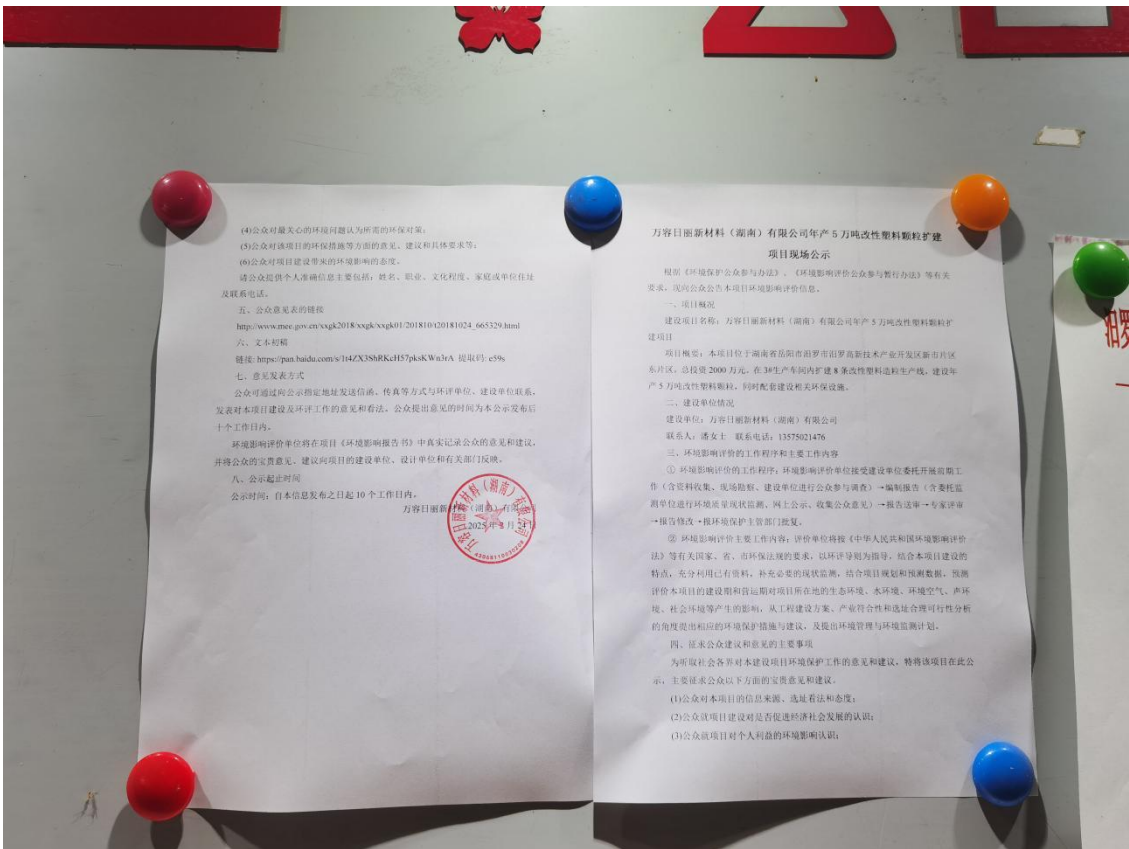 万容日丽新材料（湖南）有限公司年产 5 万吨改性塑料颗粒扩建
项目现场公示
根据《环境保护公众参与办法》、《环境影响评价公众参与暂行办法》等有关
要求，现向公众公告本项目环境影响评价信息。
一、项目概况
建设项目名称：万容日丽新材料（湖南）有限公司年产 5 万吨改性塑料颗粒扩
建项目
项目概要：本项目位于湖南省岳阳市汨罗市汨罗高新技术产业开发区新市片区
东片区，总投资 2000 万元，在 3#生产车间内扩建 8 条改性塑料造粒生产线，建设年
产 5 万吨改性塑料颗粒，同时配套建设相关环保设施。
二、建设单位情况
建设单位：万容日丽新材料（湖南）有限公司
联系人：潘女士 联系电话：13575021476
三、环境影响评价的工作程序和主要工作内容
① 环境影响评价的工作程序：环境影响评价单位接受建设单位委托开展前期工
作（含资料收集、现场勘察、建设单位进行公众参与调查）→编制报告（含委托监
测单位进行环境质量现状监测、网上公示、收集公众意见）→报告送审→专家评审
→报告修改→报环境保护主管部门批复。
② 环境影响评价主要工作内容：评价单位将按《中华人民共和国环境影响评价
法》等有关国家、省、市环保法规的要求，以环评导则为指导，结合本项目建设的
特点，充分利用已有资料，补充必要的现状监测，结合项目规划和预测数据，预测
评价本项目的建设期和营运期对项目所在地的生态环境、水环境、环境空气、声环
境、社会环境等产生的影响，从工程建设方案、产业符合性和选址合理可行性分析
的角度提出相应的环境保护措施与建议，及提出环境管理与环境监测计划。
四、征求公众建议和意见的主要事项
为听取社会各界对本建设项目环境保护工作的意见和建议，特将该项目在此公
示，主要征求公众以下方面的宝贵意见和建议。
(1)公众对本项目的信息来源、选址看法和态度；
(2)公众就项目建设对是否促进经济社会发展的认识；
(3)公众就项目对个人利益的环境影响认识；
(4)公众对最关心的环境问题认为所需的环保对策；
(5)公众对该项目的环保措施等方面的意见、建议和具体要求等；
(6)公众对项目建设带来的环境影响的态度。
请公众提供个人准确信息主要包括：姓名、职业、文化程度、家庭或单位住址
及联系电话。
五、公众意见表的链接
http://www.mee.gov.cn/xxgk2018/xxgk/xxgk01/201810/t20181024_665329.html
六、文本初稿
链接: https://pan.baidu.com/s/1t4ZX3ShRKcH57pksKWn3rA 提取码: e59s
七、意见发表方式
公众可通过向公示指定地址发送信函、传真等方式与环评单位、建设单位联系，
发表对本项目建设及环评工作的意见和看法。公众提出意见的时间为本公示发布后
十个工作日内。
环境影响评价单位将在项目《环境影响报告书》中真实记录公众的意见和建议，
并将公众的宝贵意见、建议向项目的建设单位、设计单位和有关部门反映。
八、公示起止时间
公示时间：自本信息发布之日起 10 个工作日内。
万容日丽新材料（湖南）有限公司
2025 年 月 24 日
万容日丽新材料（湖南）有限公司
汨罗